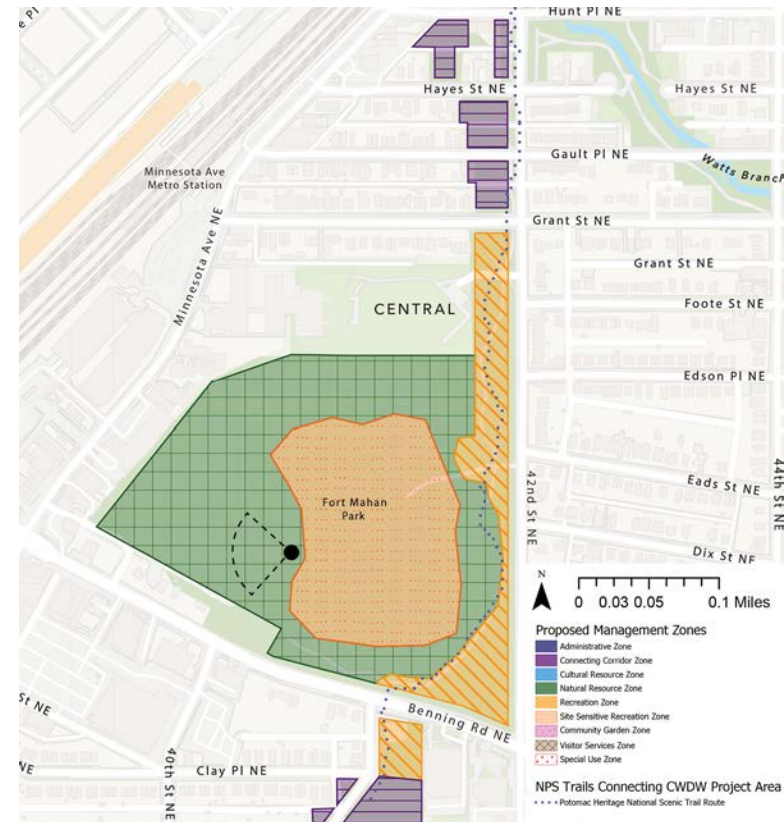 Hunt Pl NE
Hayes St NE
Hayes St NE
Minnesota Ave
Metro Station
Gault Pl NE
Watts Branch
Grant St NE
Grant St NE
Minnesota Ave NE
CENTRAL
Foote St NE
Edson Pl NE
Eads St NE
44th St NE
42nd St NE
Fort Mahan
Park
Dix St NE
N
0 0.03 0.05 0.1 Miles
Proposed Management Zones
Administrative Zone
Connecting Corridor Zone
Cultural Resource Zone
Natural Resource Zone
Recreation Zone
Site Sensitive Recreation Zone
Community Garden Zone
Visitor Services Zone
Special Use Zone
Benning Rd NE
St NE
40th St NE
Clay Pl NE
NE
NPS Trails Connecting CWDW Project Area
Potomac Heritage National Scenic Trail Route